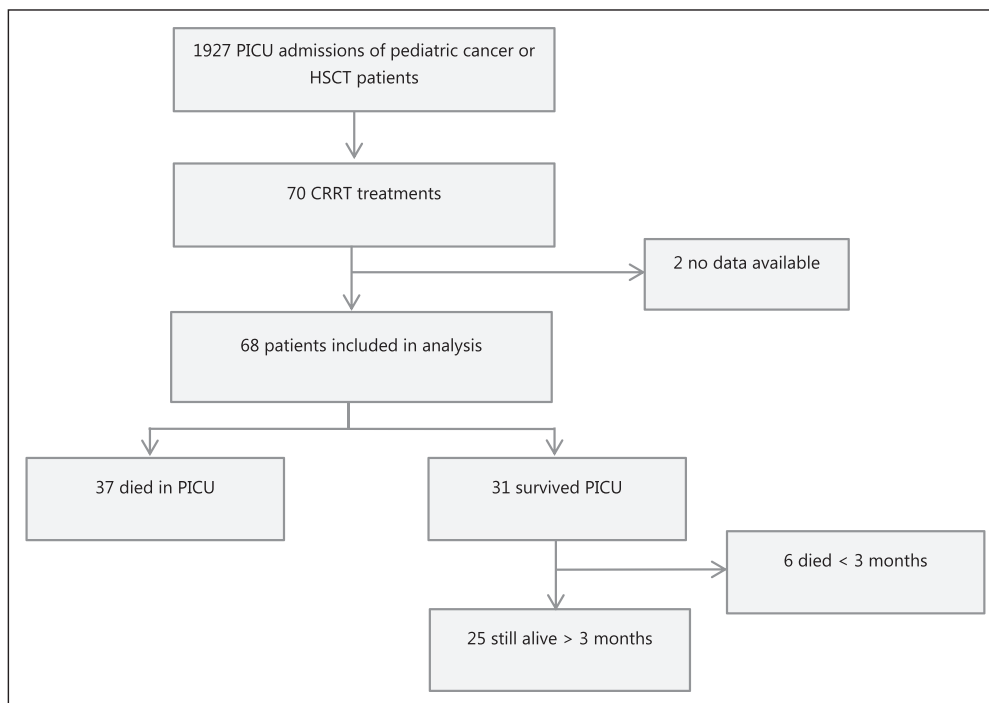 1927 PICU admissions of pediatric cancer or
HSCT patients
70 CRRT treatments
2 no data available
68 patients included in analysis
37 died in PICU
31 survived PICU
6 died < 3 months
25 still alive > 3 months